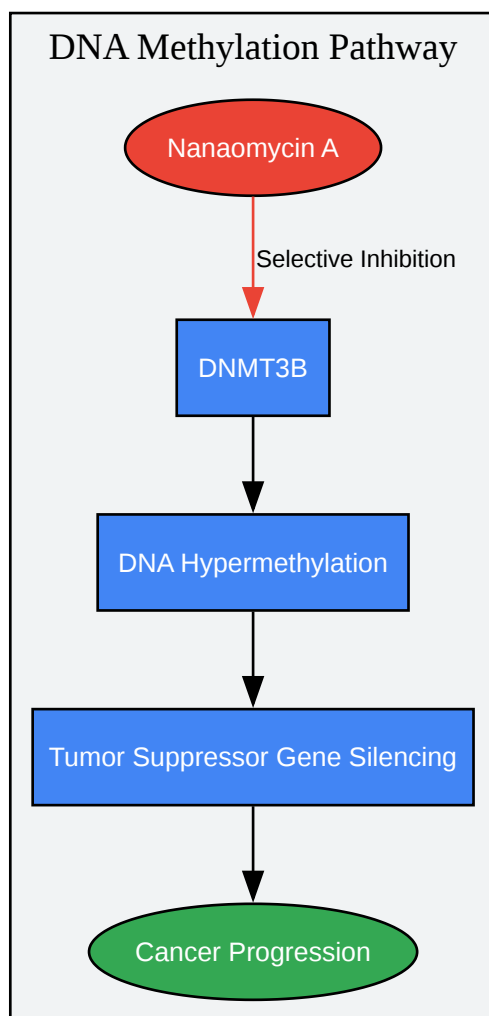 DNA Methylation Pathway
Nanaomycin A
Selective Inhibition
DNMT3B
DNA Hypermethylation
Tumor Suppressor Gene Silencing
Cancer Progression